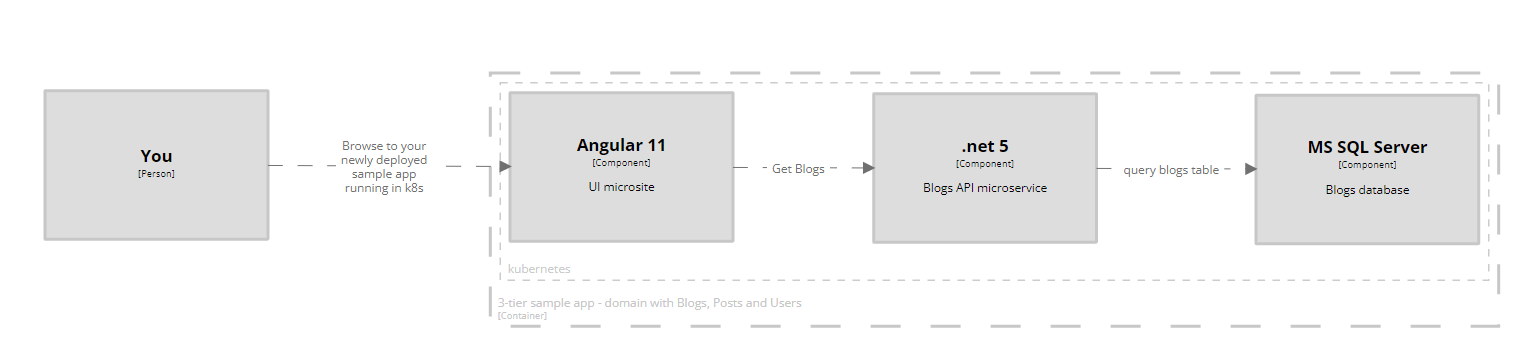 You
[Person]
Browse to your
newly deployed
sample app
running in k8s
Angular 11
[Component]
UI microsite
Get Blogs
.net 5
[Component]
Blogs API microservice
query blogs table
MS SQL Server
[Component]
Blogs database
kubernetes
3-tier sample app - domain with Blogs, Posts and Users
[Container]